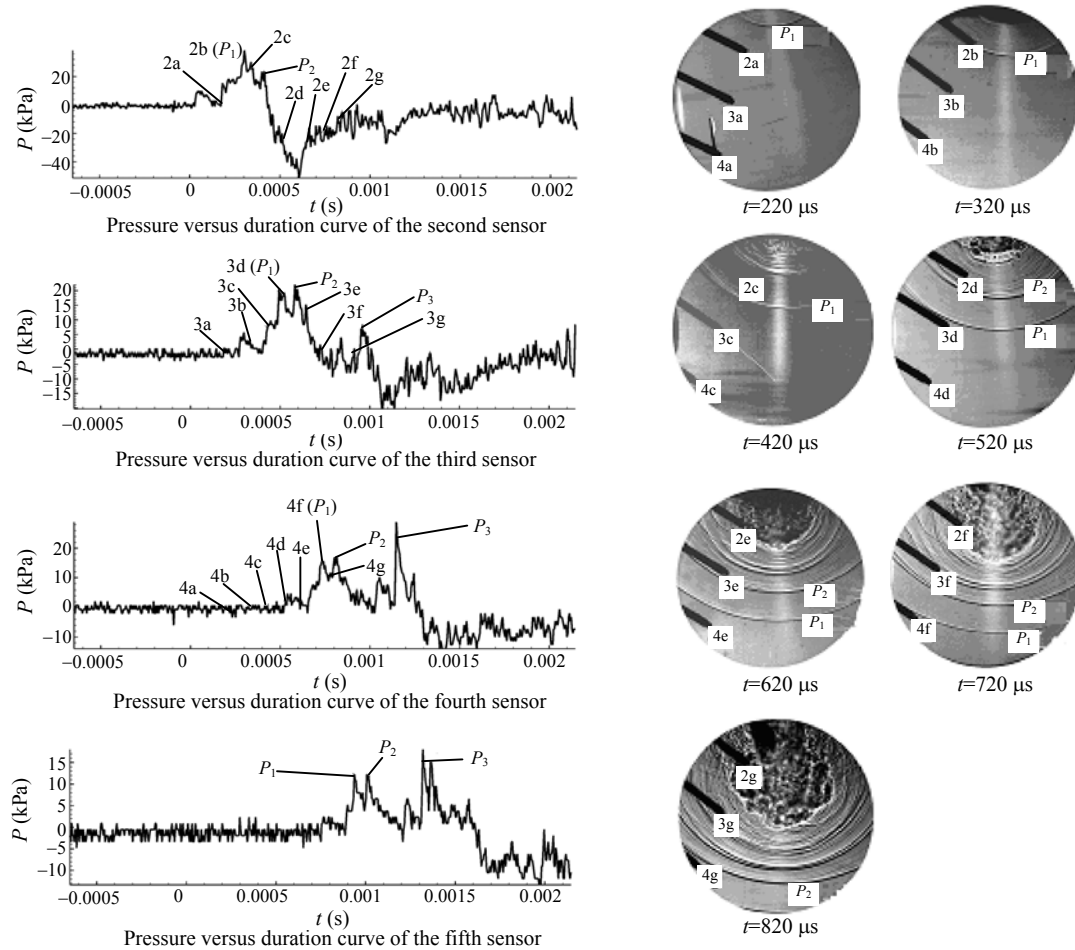 2b (P1)
2c
2a
P2
2f
2g
2d
2e
P (kPa)
20
0
−20
−40
−0.0005
0
0.0005
0.001
0.0015
0.002
t (s)
Pressure versus duration curve of the second sensor
3d (P1)
P2
3c
3e
3b
3f
P3
3a
3g
P (kPa)
20
15
10
5
0
−5
−10
−15
−0.0005
0
0.0005
0.001
0.0015
0.002
t (s)
Pressure versus duration curve of the third sensor
4f (P1)
P3
P2
4d
4e
4c
4g
4b
4a
P (kPa)
20
10
0
−10
−0.0005
0
0.0005
0.001
0.0015
0.002
t (s)
Pressure versus duration curve of the fourth sensor
P1
P2
P3
P (kPa)
15
10
5
0
−5
−10
−0.0005
0
0.0005
0.001
0.0015
0.002
t (s)
Pressure versus duration curve of the fifth sensor
P1
2a
3a
4a
t=220 μs
2b
P1
3b
4b
t=320 μs
2c
P1
3c
4c
t=420 μs
2d
P2
3d
P1
4d
t=520 μs
2e
3e
P2
P1
4e
t=620 μs
2f
3f
P2
4f
P1
t=720 μs
2g
3g
4g
P2
t=820 μs